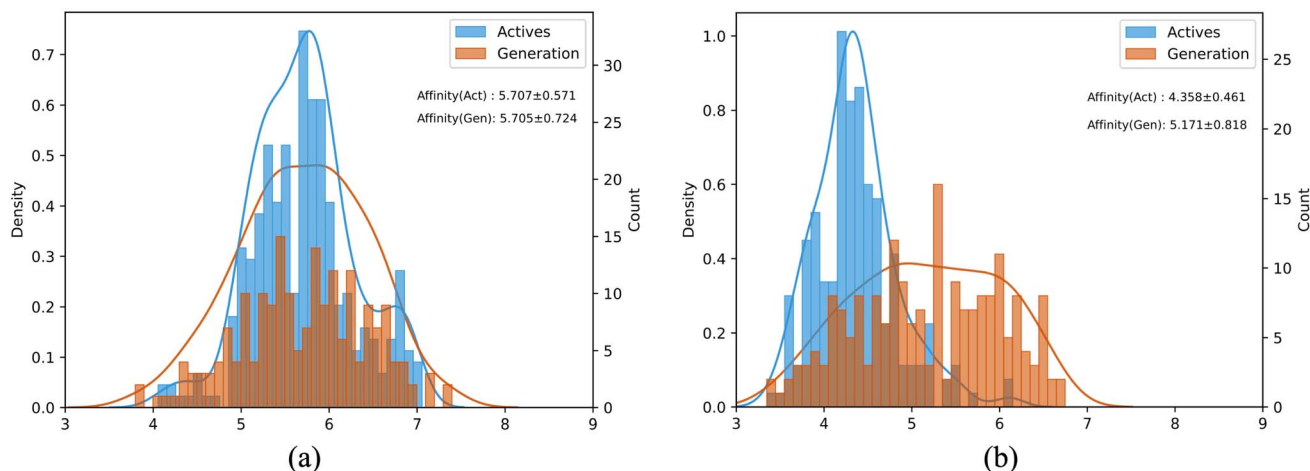 Actives
Generation
Affinity(Act) : 5.707±0.571
Affinity(Gen): 5.705±0.724
Density
0.7
0.6
0.5
0.4
0.3
0.2
0.1
0.0
Count
30
25
20
15
10
5
0
3 4 5 6 7 8 9
(a)
Actives
Generation
Affinity(Act) : 4.358±0.461
Affinity(Gen): 5.171±0.818
Density
1.0
0.8
0.6
0.4
0.2
0.0
Count
25
20
15
10
5
0
3 4 5 6 7 8 9
(b)